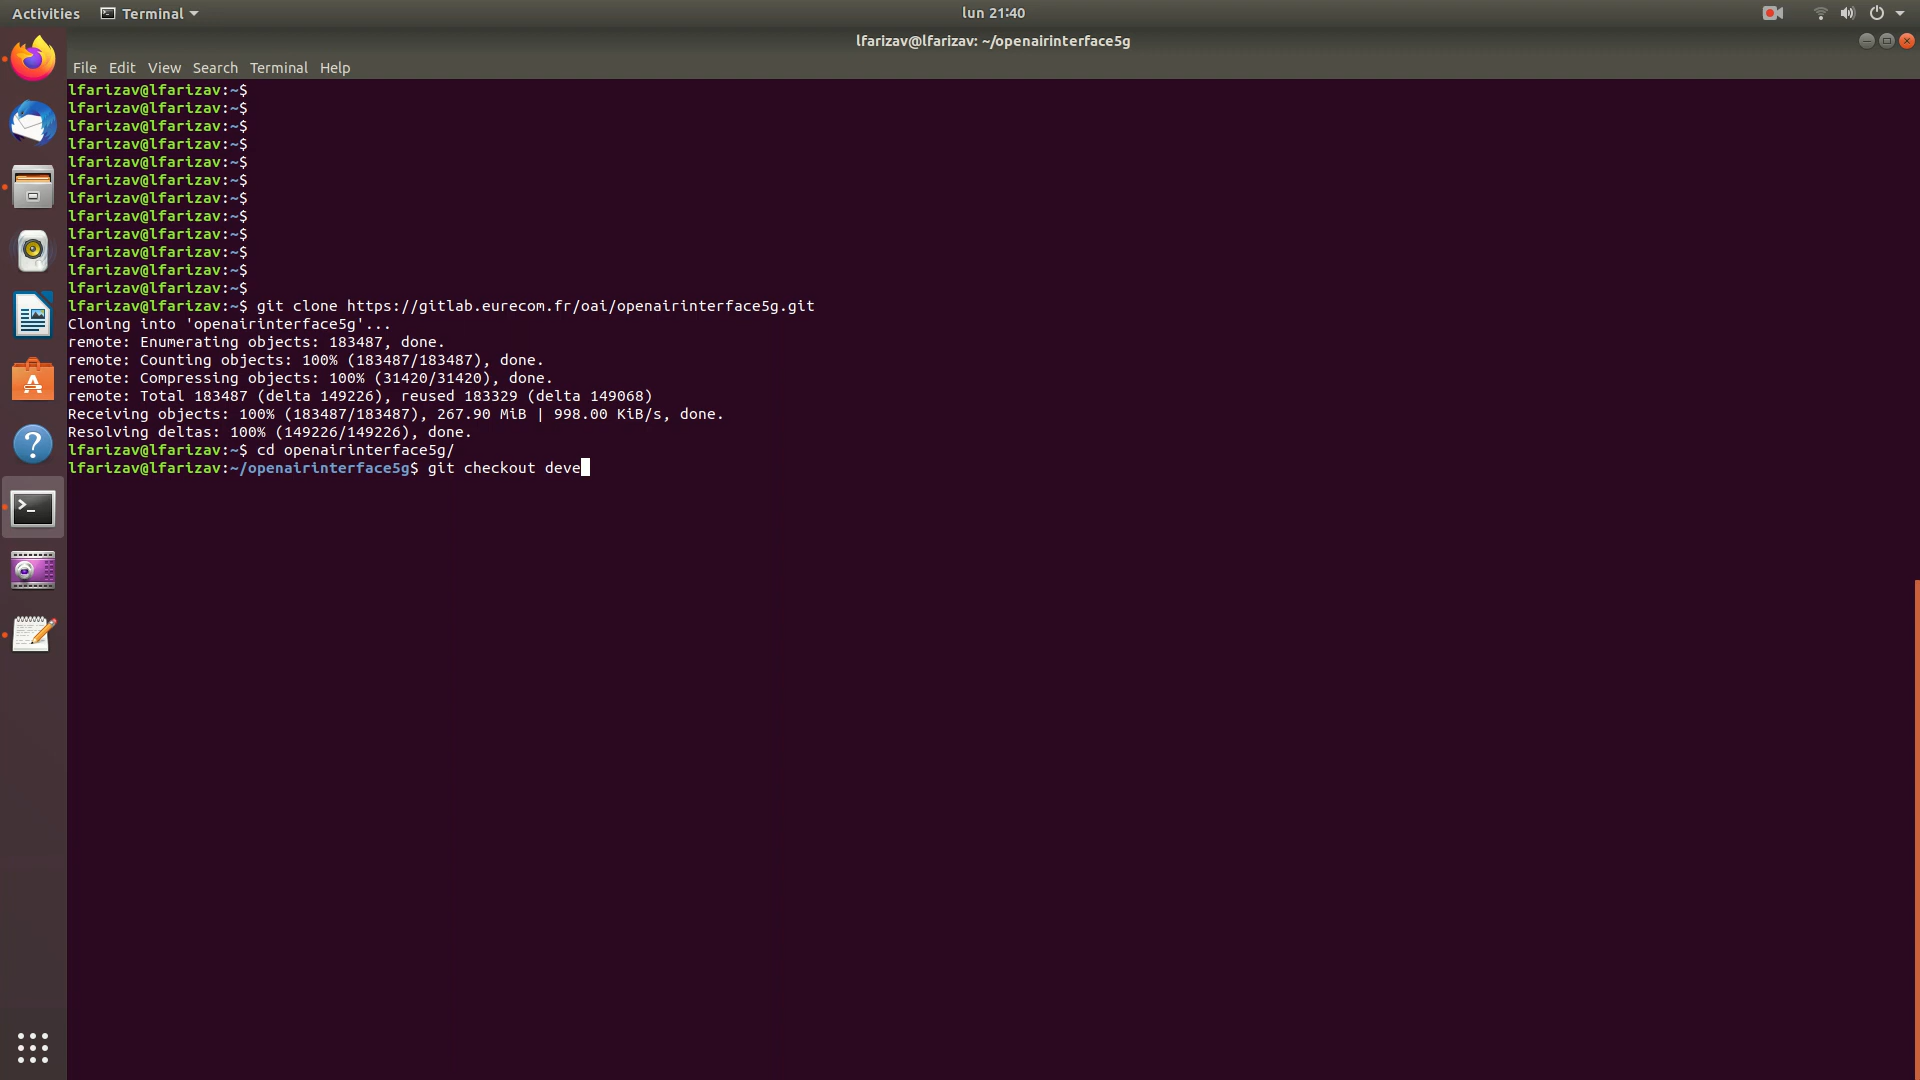 Activities Terminal lun 21:40
lfarizav@lfarizav: ~/openairinterface5g
File Edit View Search Terminal Help
lfarizav@lfarizav:~$
lfarizav@lfarizav:~$
lfarizav@lfarizav:~$
lfarizav@lfarizav:~$
lfarizav@lfarizav:~$
lfarizav@lfarizav:~$
lfarizav@lfarizav:~$
lfarizav@lfarizav:~$
lfarizav@lfarizav:~$
lfarizav@lfarizav:~$
lfarizav@lfarizav:~$
lfarizav@lfarizav:~$
lfarizav@lfarizav:~$ git clone https://gitlab.eurecom.fr/oai/openairinterface5g.git
Cloning into 'openairinterface5g'...
remote: Enumerating objects: 183487, done.
remote: Counting objects: 100% (183487/183487), done.
remote: Compressing objects: 100% (31420/31420), done.
remote: Total 183487 (delta 149226), reused 183329 (delta 149068)
Receiving objects: 100% (183487/183487), 267.90 MiB | 998.00 KiB/s, done.
Resolving deltas: 100% (149226/149226), done.
lfarizav@lfarizav:~$ cd openairinterface5g/
lfarizav@lfarizav:~/openairinterface5g$ git checkout deve